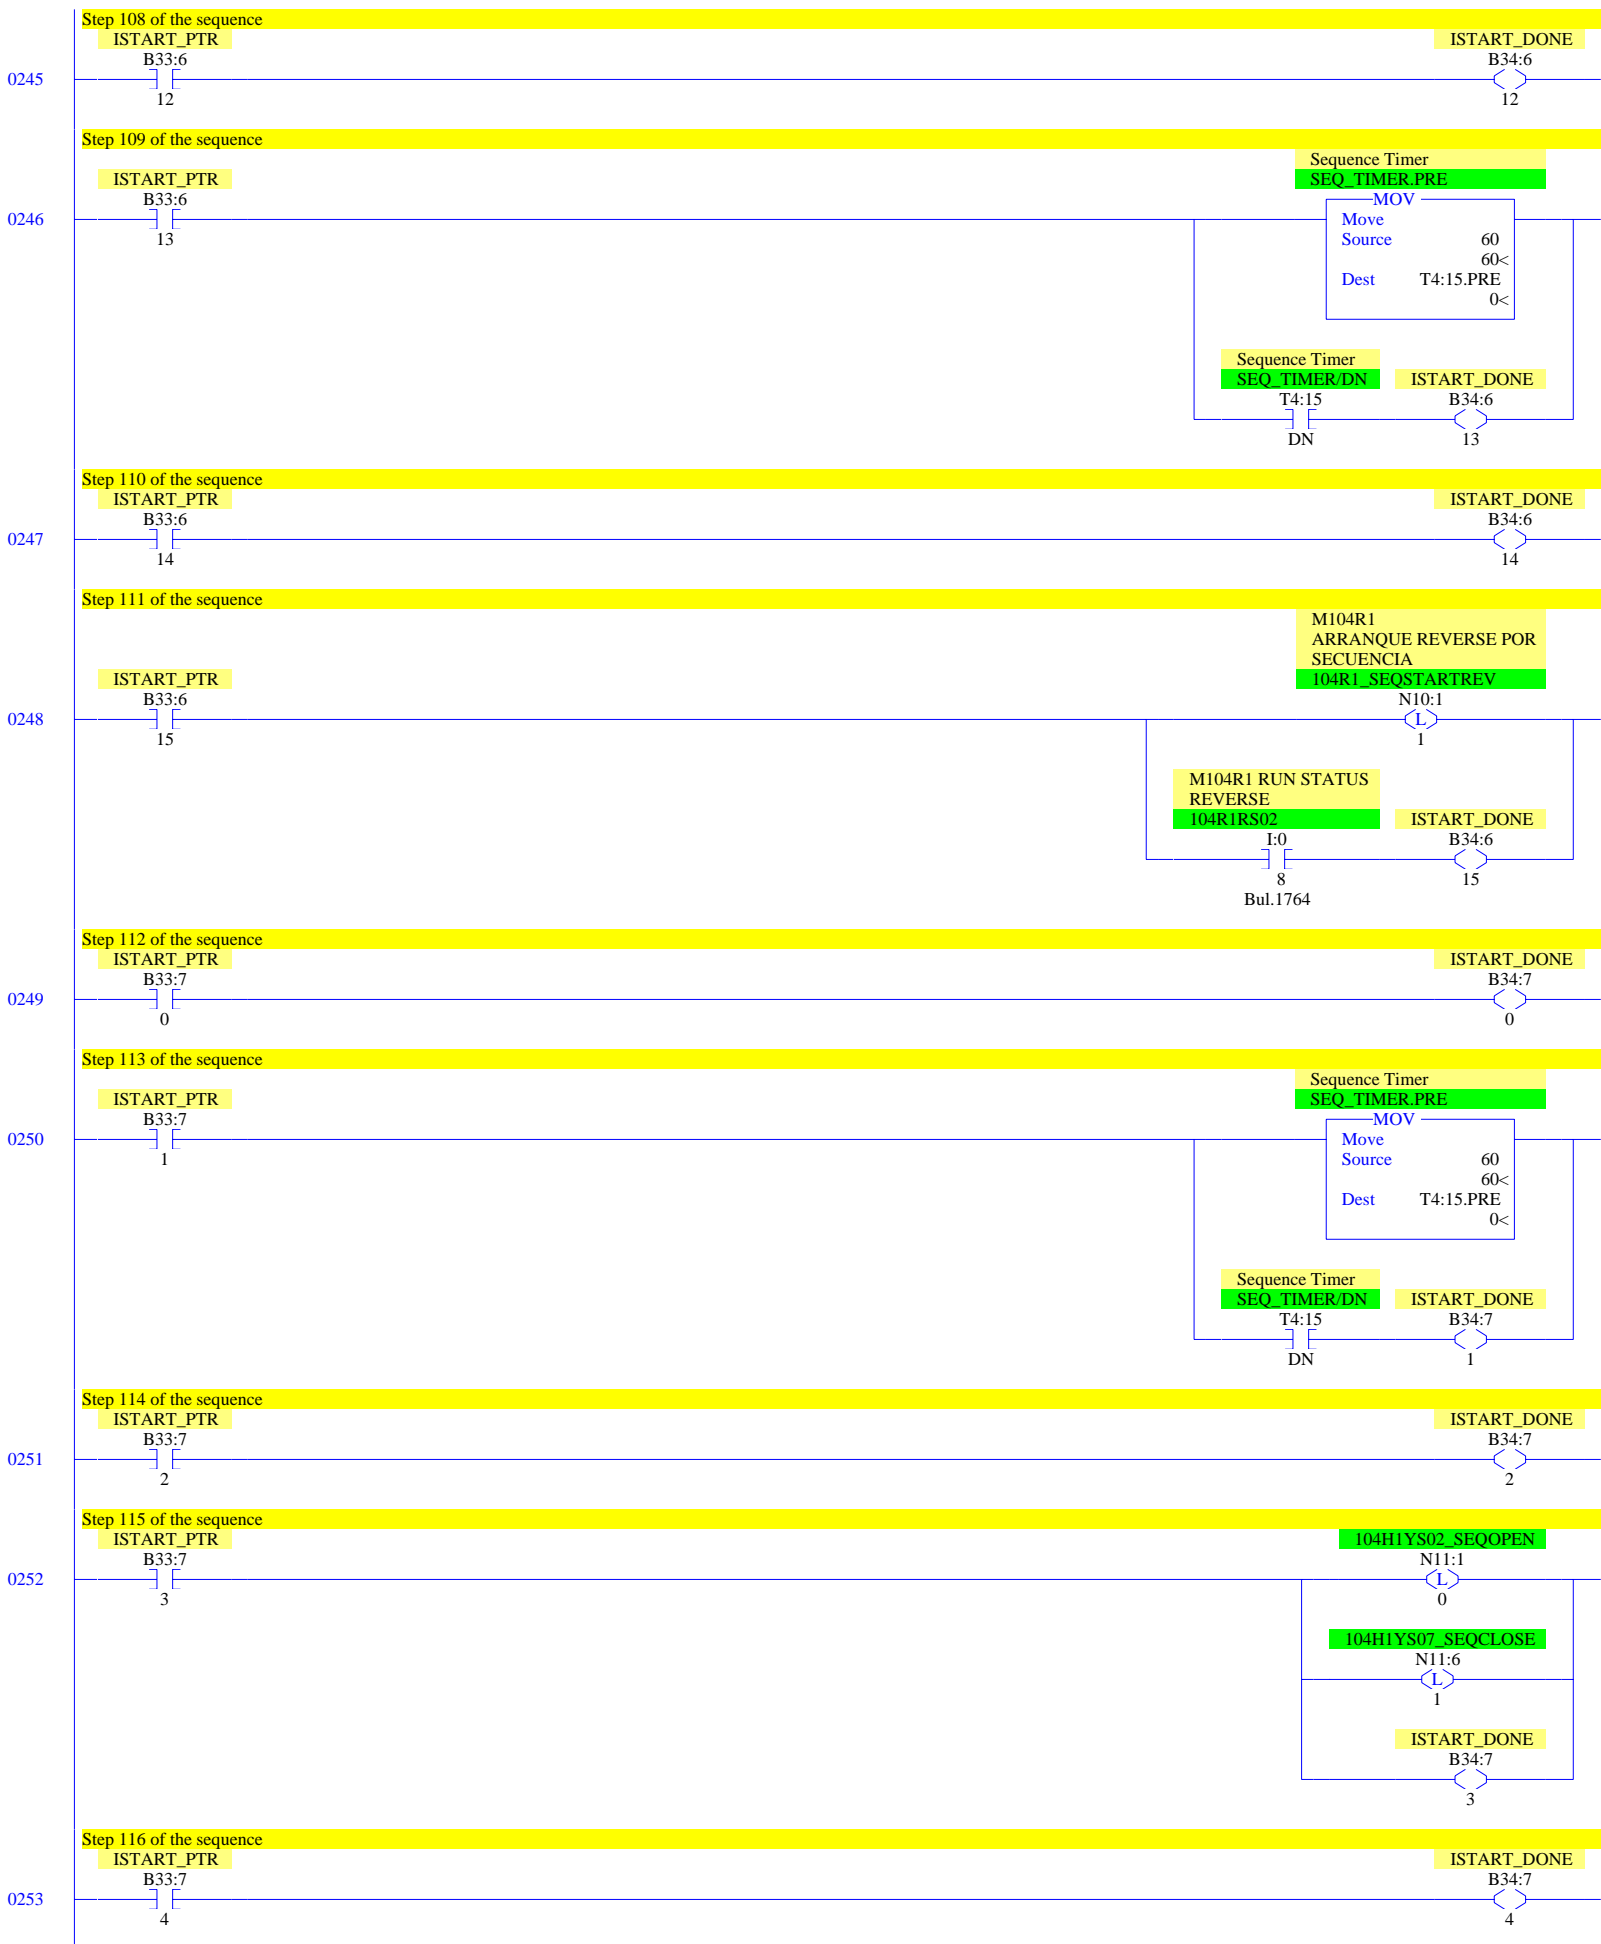 Step 108 of the sequence
ISTART_PTR ISTART_DONE
B33:6 B34:6
0245
12 12
Step 109 of the sequence
Sequence Timer
ISTART_PTR SEQ_TIMER.PRE
B33:6 MOV
0246 Move
13 Source 60
60<
Dest T4:15.PRE
0<
Sequence Timer
SEQ_TIMER/DN ISTART_DONE
T4:15 B34:6
DN 13
Step 110 of the sequence
ISTART_PTR ISTART_DONE
B33:6 B34:6
0247
14 14
Step 111 of the sequence
M104R1
ARRANQUE REVERSE POR
SECUENCIA
ISTART_PTR 104R1_SEQSTARTREV
B33:6 N10:1
0248 L
15 1
M104R1 RUN STATUS
REVERSE
104R1RS02 ISTART_DONE
I:0 B34:6
8 15
Bul.1764
Step 112 of the sequence
ISTART_PTR ISTART_DONE
B33:7 B34:7
0249
0 0
Step 113 of the sequence
Sequence Timer
ISTART_PTR SEQ_TIMER.PRE
B33:7 MOV
0250 Move
1 Source 60
60<
Dest T4:15.PRE
0<
Sequence Timer
SEQ_TIMER/DN ISTART_DONE
T4:15 B34:7
DN 1
Step 114 of the sequence
ISTART_PTR ISTART_DONE
B33:7 B34:7
0251
2 2
Step 115 of the sequence
ISTART_PTR 104H1YS02_SEQOPEN
B33:7 N11:1
0252 L
3 0
104H1YS07_SEQCLOSE
N11:6
L
1
ISTART_DONE
B34:7
3
Step 116 of the sequence
ISTART_PTR ISTART_DONE
B33:7 B34:7
0253
4 4